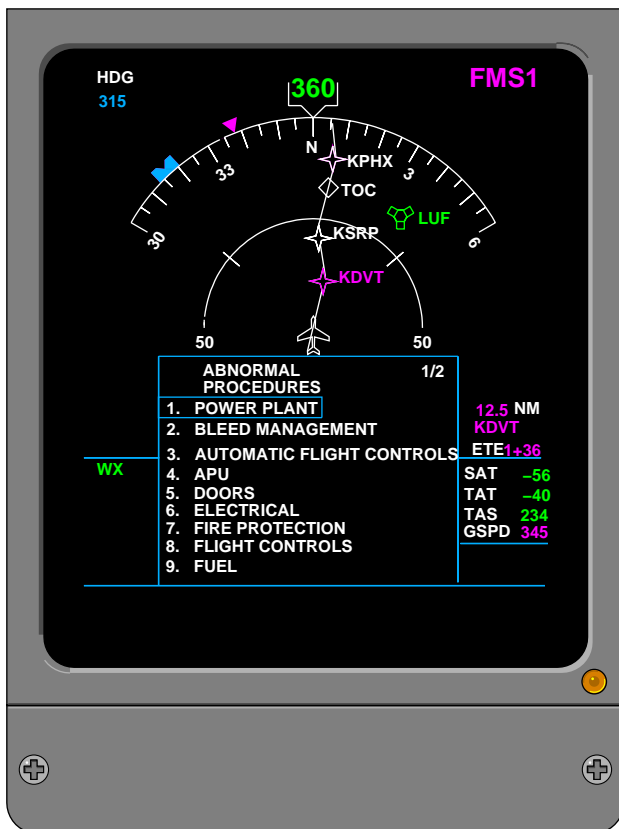 HDG
315
360
FMS1
33
N
3
30
6
KPHX
TOC
LUF
KSRP
KDVT
50
50
ABNORMAL 1/2
PROCEDURES
1. POWER PLANT
2. BLEED MANAGEMENT
3. AUTOMATIC FLIGHT CONTROLS
4. APU
5. DOORS
6. ELECTRICAL
7. FIRE PROTECTION
8. FLIGHT CONTROLS
9. FUEL
WX
12.5 NM
KDVT
ETE1+36
SAT −56
TAT −40
TAS 234
GSPD 345